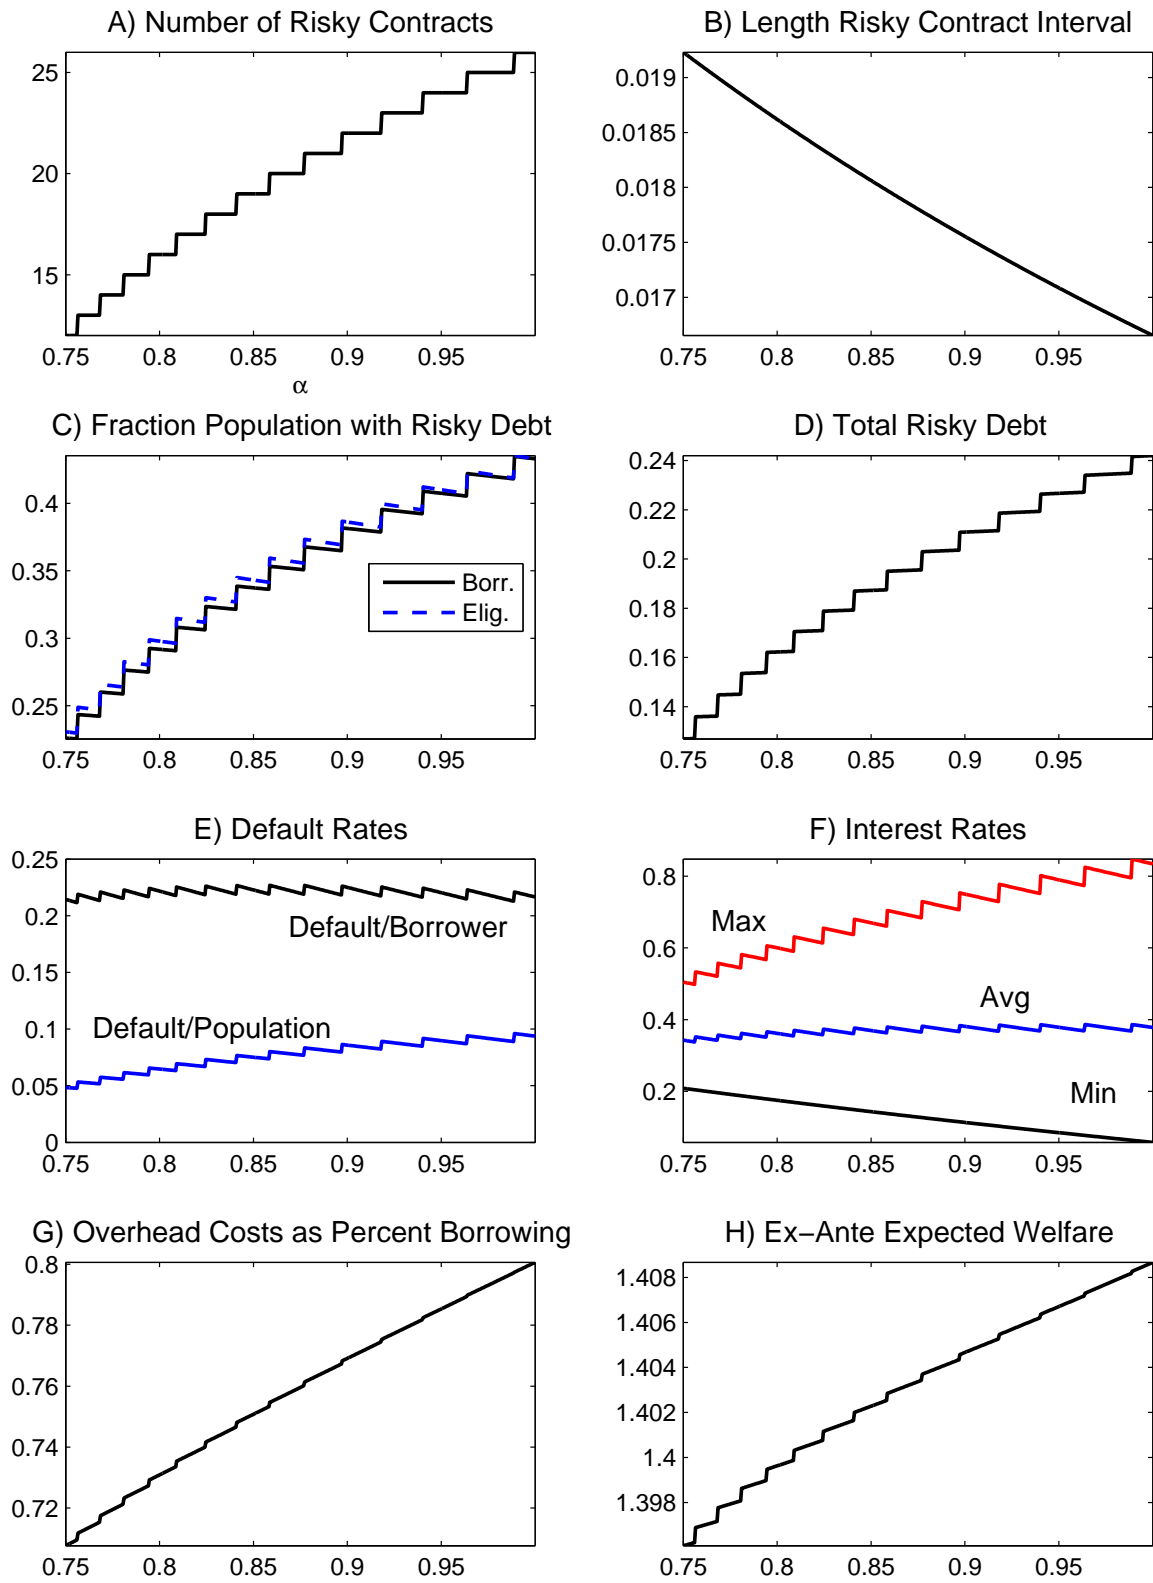 A) Number of Risky Contracts
25
20
15
0.75 0.8 0.85 0.9 0.95
α
B) Length Risky Contract Interval
0.019
0.0185
0.018
0.0175
0.017
0.75 0.8 0.85 0.9 0.95
C) Fraction Population with Risky Debt
0.4
0.35
0.3
0.25
Borr.
Elig.
0.75 0.8 0.85 0.9 0.95
D) Total Risky Debt
0.24
0.22
0.2
0.18
0.16
0.14
0.75 0.8 0.85 0.9 0.95
E) Default Rates
0.25
0.2
0.15
0.1
0.05
0
Default/Borrower
Default/Population
0.75 0.8 0.85 0.9 0.95
F) Interest Rates
0.8
0.6
0.4
0.2
Max
Avg
Min
0.75 0.8 0.85 0.9 0.95
G) Overhead Costs as Percent Borrowing
0.8
0.78
0.76
0.74
0.72
0.75 0.8 0.85 0.9 0.95
H) Ex−Ante Expected Welfare
1.408
1.406
1.404
1.402
1.4
1.398
0.75 0.8 0.85 0.9 0.95